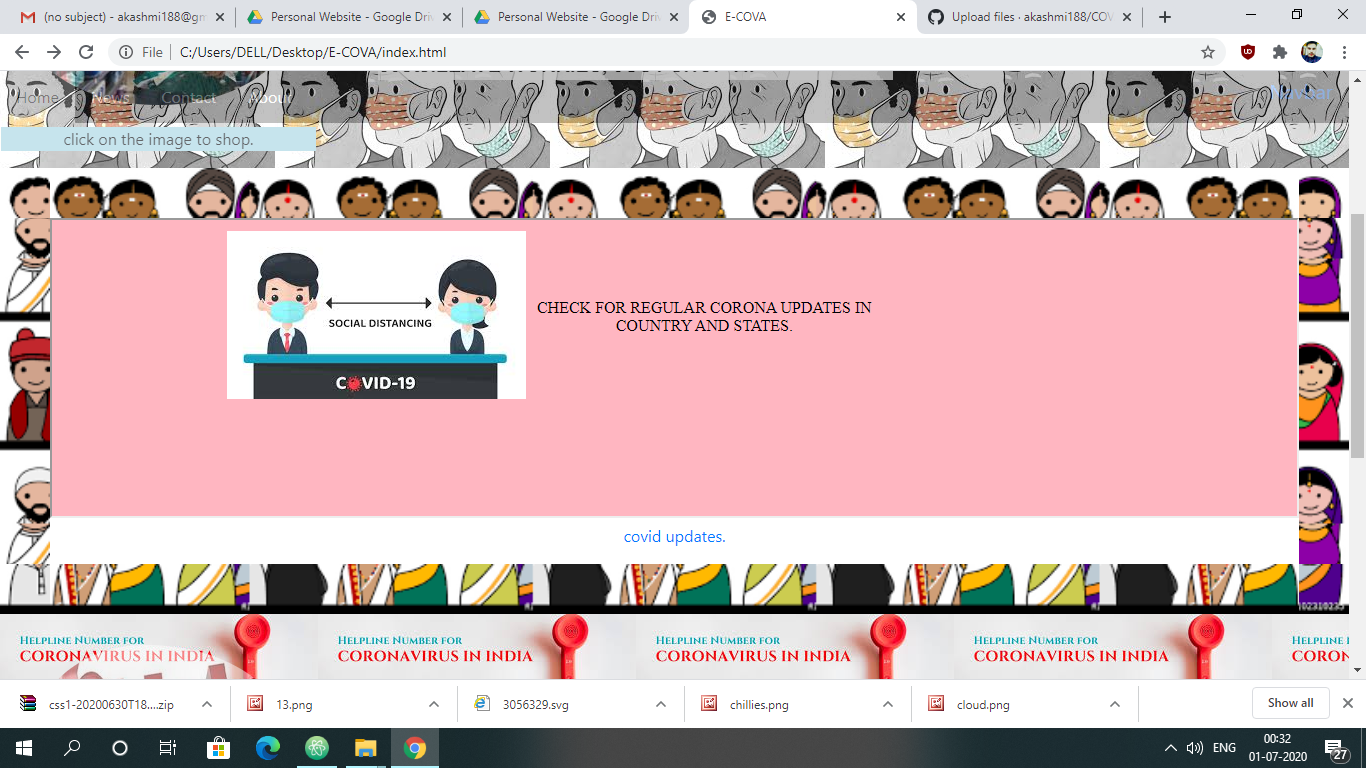 (no subject) - akashmi188@gm
Personal Website - Google Driv
Personal Website - Google Driv
E-COVA
Upload files · akashmi188/COV
File
C:/Users/DELL/Desktop/E-COVA/index.html
Home
News
Contact
About
click on the image to shop.
SOCIAL DISTANCING
COVID-19
CHECK FOR REGULAR CORONA UPDATES IN
COUNTRY AND STATES.
covid updates.
Helpline Number for
CORONAVIRUS IN INDIA
Helpline Number for
CORONAVIRUS IN INDIA
Helpline Number for
CORONAVIRUS IN INDIA
Helpline Number for
CORONAVIRUS IN INDIA
Helpline
CORON
css1-20200630T18....zip
13.png
3056329.svg
chillies.png
cloud.png
Show all
ENG
00:32
01-07-2020
27